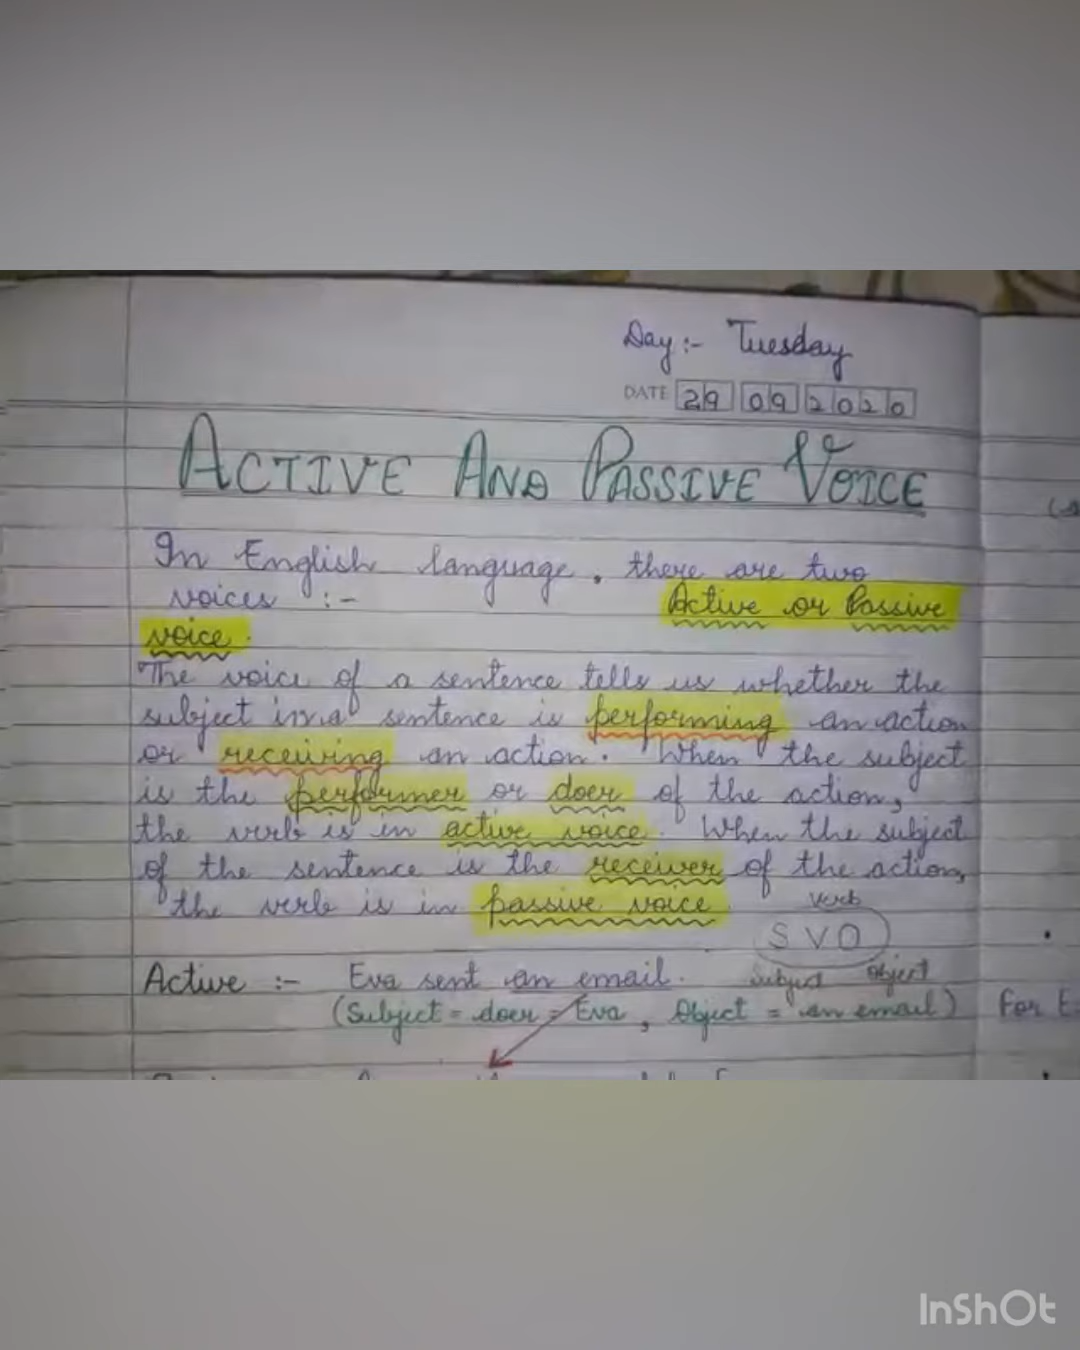 Day :- Tuesday
DATE 29 09 2020
ACTIVE AND PASSIVE VOICE
In English language, there are two
voices :- Active or Passive
voice.
The voice of a sentence tells us whether the
subject in a sentence is performing an action
or receiving an action. When the subject
is the performer or doer of the action,
the verb is in active voice. When the subject
of the sentence is the receiver of the action,
the verb is in passive voice.
verb
SVO
Subject Object
Active :- Eva sent an email.
(Subject = doer = Eva, Object = an email)
For
InShOt